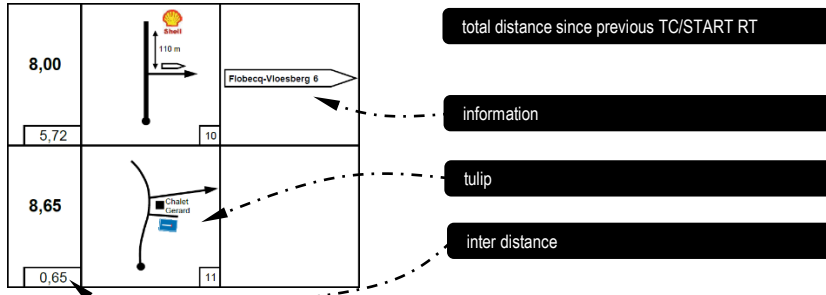 8,00
5,72
Shell
110 m
10
Flobecq-Vloesberg 6
8,65
0,65
Chalet
Gerard
11
total distance since previous TC/START RT
information
tulip
inter distance